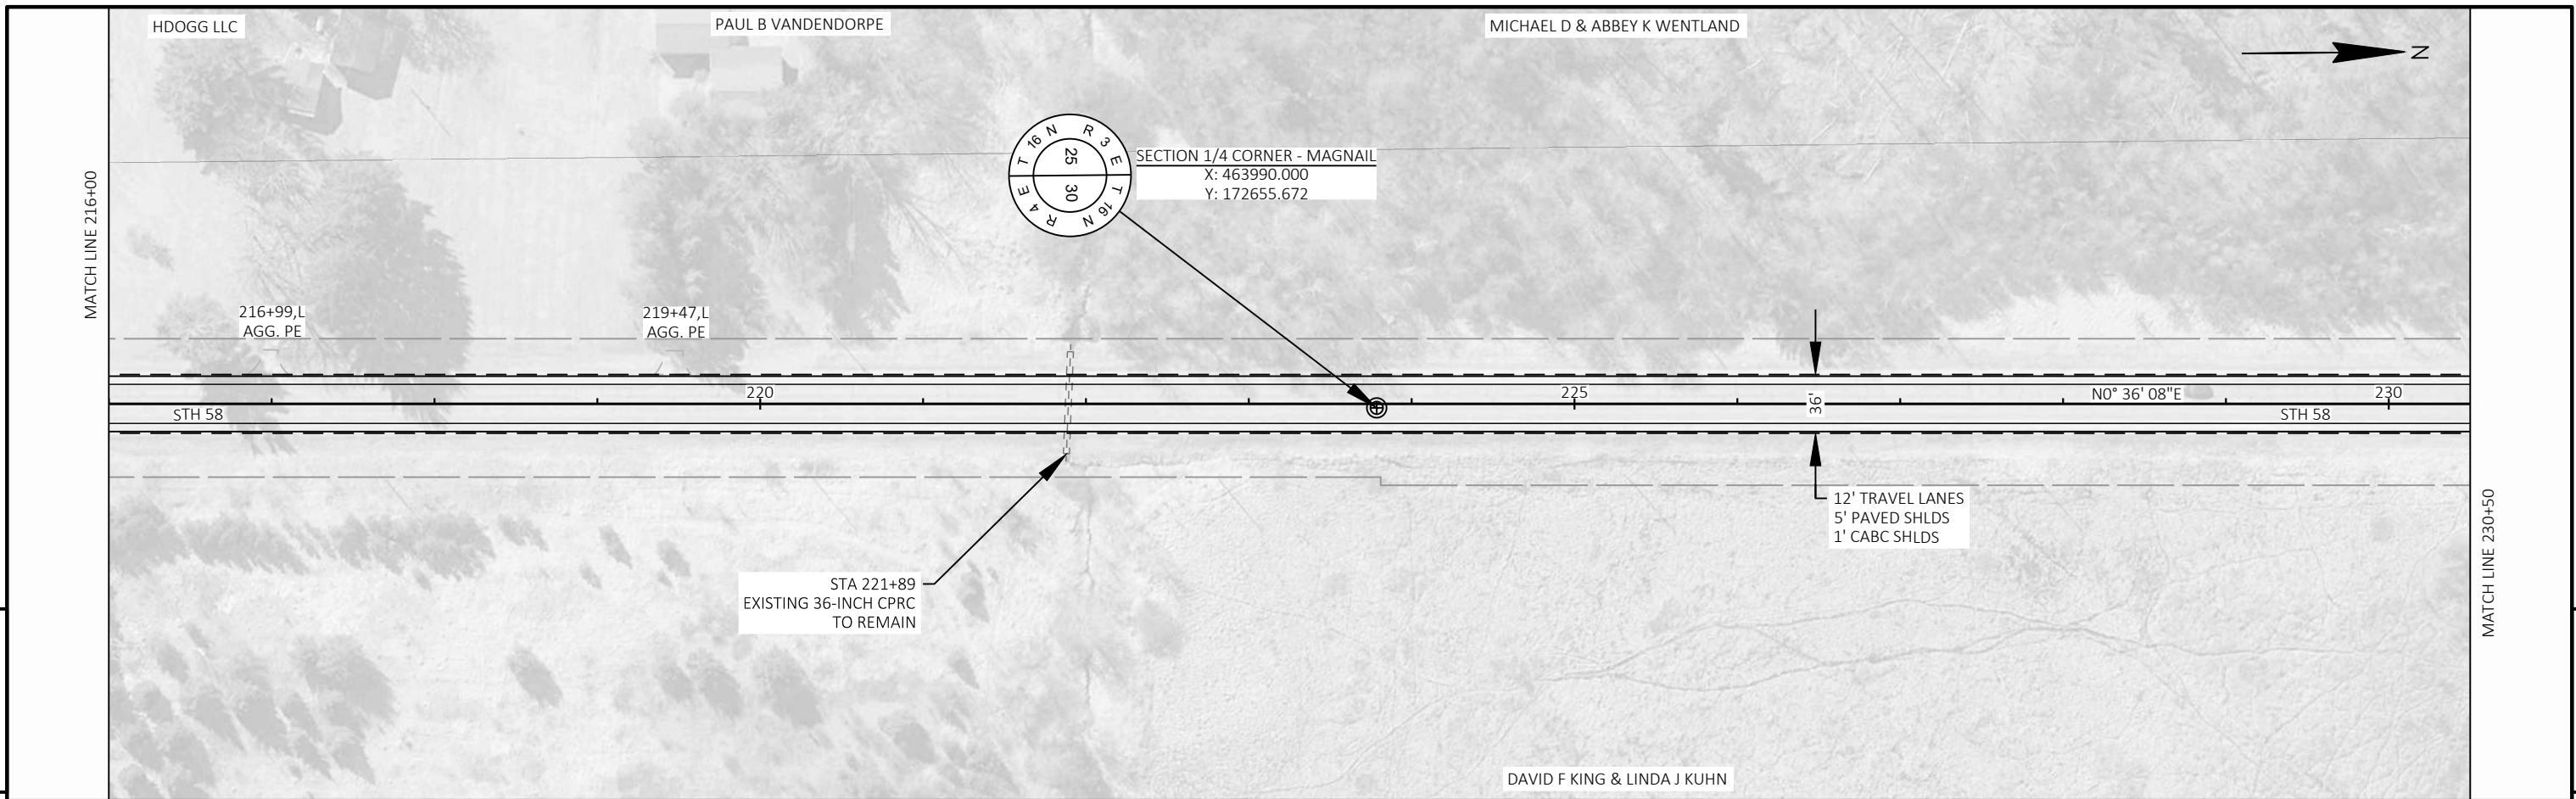 HDOGG LLC
PAUL B VANDENDORPE
MICHAEL D & ABBEY K WENTLAND
N
MATCH LINE 216+00
T 16 N R 3 E
25
30
T 16 N R 4 E
SECTION 1/4 CORNER - MAGNAIL
X: 463990.000
Y: 172655.672
216+99,L
AGG. PE
219+47,L
AGG. PE
220
225
N0° 36' 08"E
230
STH 58
36'
STH 58
12' TRAVEL LANES
5' PAVED SHLDS
1' CABC SHLDS
MATCH LINE 230+50
STA 221+89
EXISTING 36-INCH CPRC
TO REMAIN
DAVID F KING & LINDA J KUHN